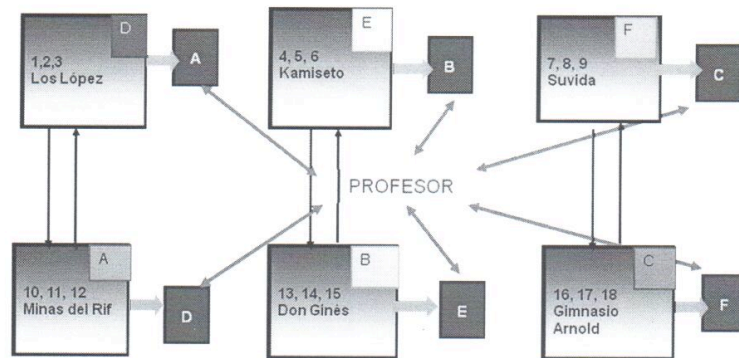 D
1,2,3
Los López
A
E
4, 5, 6
Kamiseto
B
F
7, 8, 9
Suvida
C
PROFESOR
A
10, 11, 12
Minas del Rif
D
B
13, 14, 15
Don Ginés
E
C
16, 17, 18
Gimnasio
Arnold
F